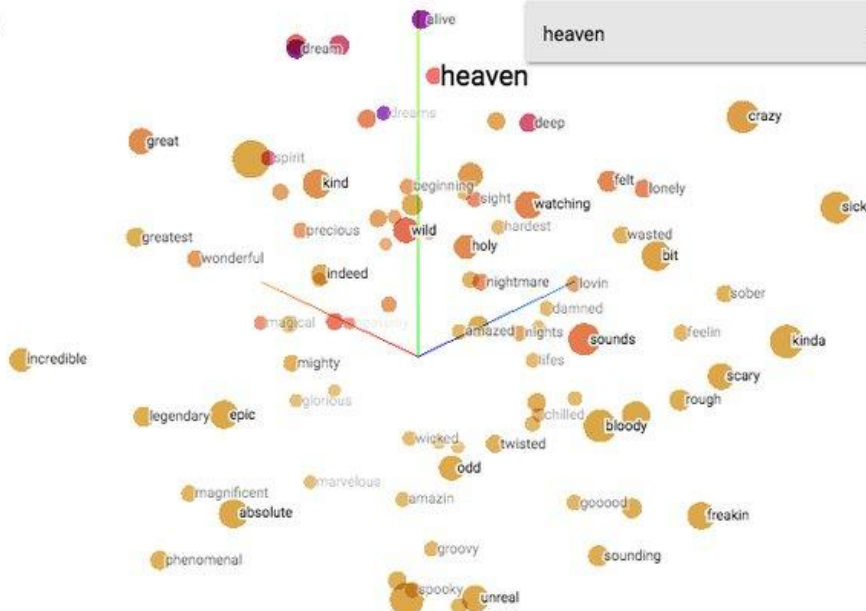 alive
heaven
dream
heaven
dreams
deep
crazy
great
spirit
kind
beginning
sight
felt
lonely
watching
sick
precious
wild
hardest
greatest
wonderful
holy
wasted
bit
indeed
nightmare
lovin
sober
damned
magical
heavenly
amazed
nights
sounds
feelin
kinda
incredible
mighty
lifes
scary
glorious
rough
legendary
epic
chilled
bloody
wicked
twisted
odd
marvelous
magnificent
amazin
gooood
absolute
freakin
groovy
sounding
phenomenal
spooky
unreal